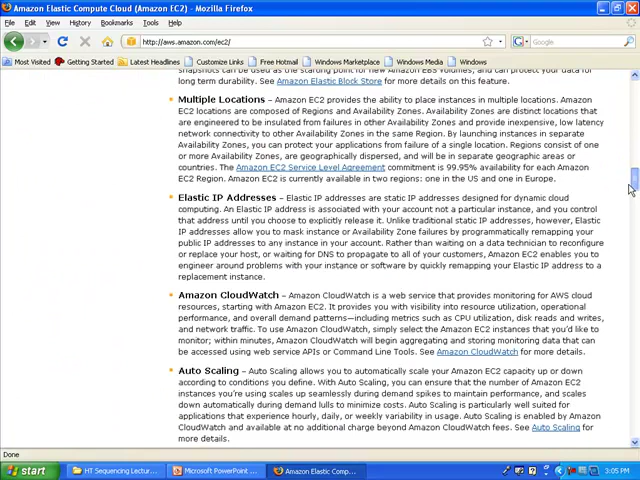 Amazon Elastic Compute Cloud (Amazon EC2) - Mozilla Firefox
File Edit View History Bookmarks Tools Help
http://aws.amazon.com/ec2/
Google
Most Visited Getting Started Latest Headlines Customize Links Free Hotmail Windows Marketplace Windows Media Windows
snapshots can be used as the starting point for new Amazon EBS volumes, and can protect your data for
long term durability. See Amazon Elastic Block Store for more details on this feature.
Multiple Locations – Amazon EC2 provides the ability to place instances in multiple locations. Amazon
EC2 locations are composed of Regions and Availability Zones. Availability Zones are distinct locations
that are engineered to be insulated from failures in other Availability Zones and provide inexpensive, low latency
network connectivity to other Availability Zones in the same Region. By launching instances in separate
Availability Zones, you can protect your applications from failure of a single location. Regions consist of one
or more Availability Zones, are geographically dispersed, and will be in separate geographic areas or
countries. The Amazon EC2 Service Level Agreement commitment is 99.95% availability for each Amazon
EC2 Region. Amazon EC2 is currently available in two regions: one in the US and one in Europe.
Elastic IP Addresses – Elastic IP addresses are static IP addresses designed for dynamic cloud
computing. An Elastic IP address is associated with your account not a particular instance, and you control
that address until you choose to explicitly release it. Unlike traditional static IP addresses, however, Elastic
IP addresses allow you to mask instance or Availability Zone failures by programmatically remapping your
public IP addresses to any instance in your account. Rather than waiting on a data technician to reconfigure
or replace your host, or waiting for DNS to propagate to all of your customers, Amazon EC2 enables you to
engineer around problems with your instance or software by quickly remapping your Elastic IP address to a
replacement instance.
Amazon CloudWatch – Amazon CloudWatch is a web service that provides monitoring for AWS cloud
resources, starting with Amazon EC2. It provides you with visibility into resource utilization, operational
performance, and overall demand patterns—including metrics such as CPU utilization, disk reads and writes,
and network traffic. To use Amazon CloudWatch, simply select the Amazon EC2 instances that you'd like to
monitor; within minutes, Amazon CloudWatch will begin aggregating and storing monitoring data that can
be accessed using web service APIs or Command Line Tools. See Amazon CloudWatch for more details.
Auto Scaling – Auto Scaling allows you to automatically scale your Amazon EC2 capacity up or down
according to conditions you define. With Auto Scaling, you can ensure that the number of Amazon EC2
instances you're using scales up seamlessly during demand spikes to maintain performance, and scales
down automatically during demand lulls to minimize costs. Auto Scaling is particularly well suited for
applications that experience hourly, daily, or weekly variability in usage. Auto Scaling is enabled by Amazon
CloudWatch and available at no additional charge beyond Amazon CloudWatch fees. See Auto Scaling for
more details.
Done
start HT Sequencing Lectur... Microsoft PowerPoint ... Amazon Elastic Comp... 3:05 PM